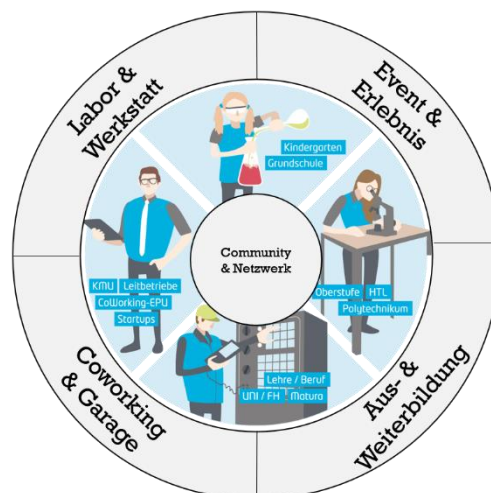 Labor &
Werkstatt
Event &
Erlebnis
Kindergarten
Grundschule
Community
& Netzwerk
KMU Leitbetriebe
CoWorking-EPU
Startups
Oberstufe HTL
Polytechnikum
Lehre / Beruf
UNI / FH Matura
Coworking
& Garage
Aus- &
Weiterbildung